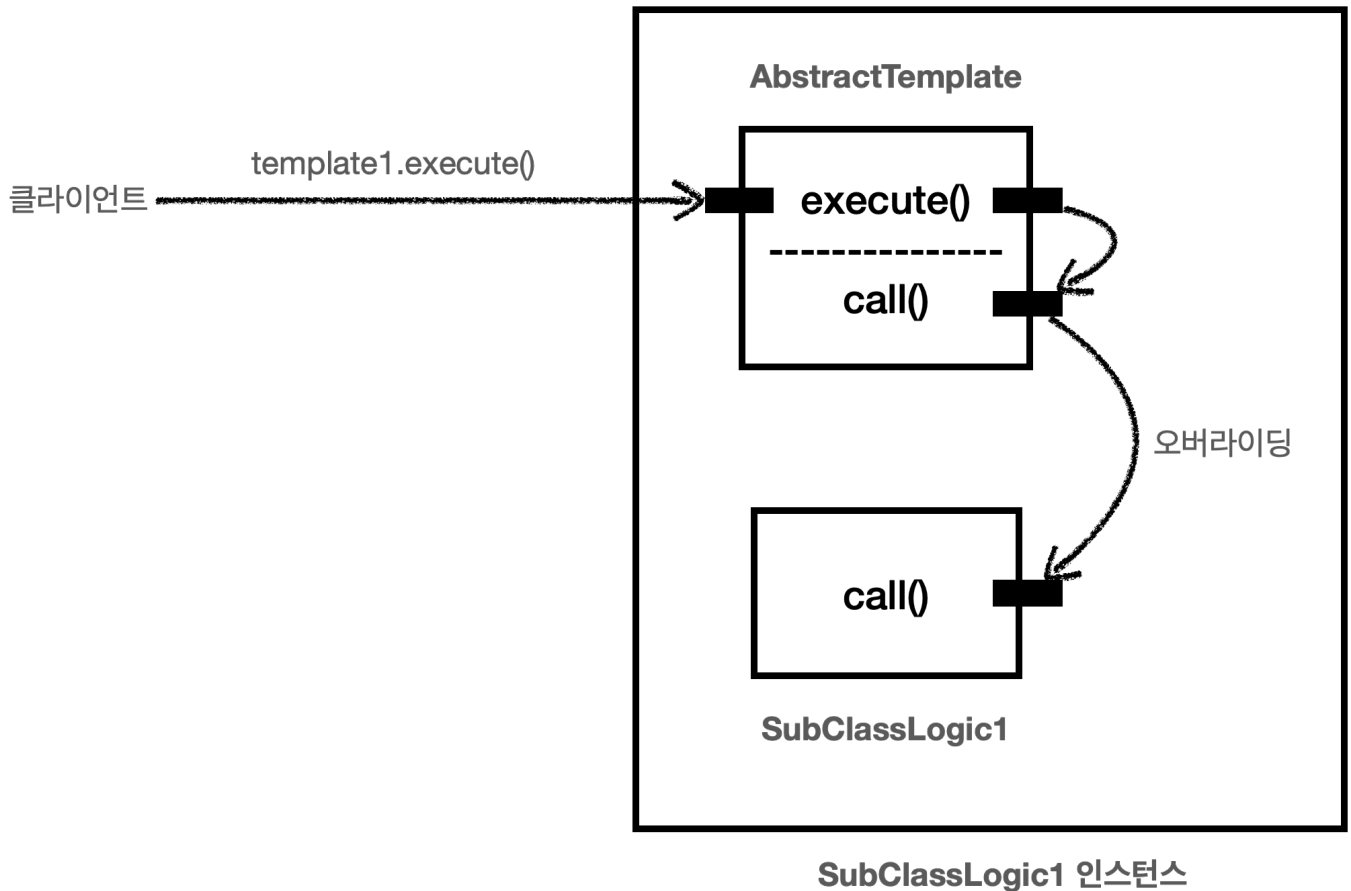 AbstractTemplate
template1.execute()
클라이언트
execute()
call()
오버라이딩
call()
SubClassLogic1
SubClassLogic1 인스턴스